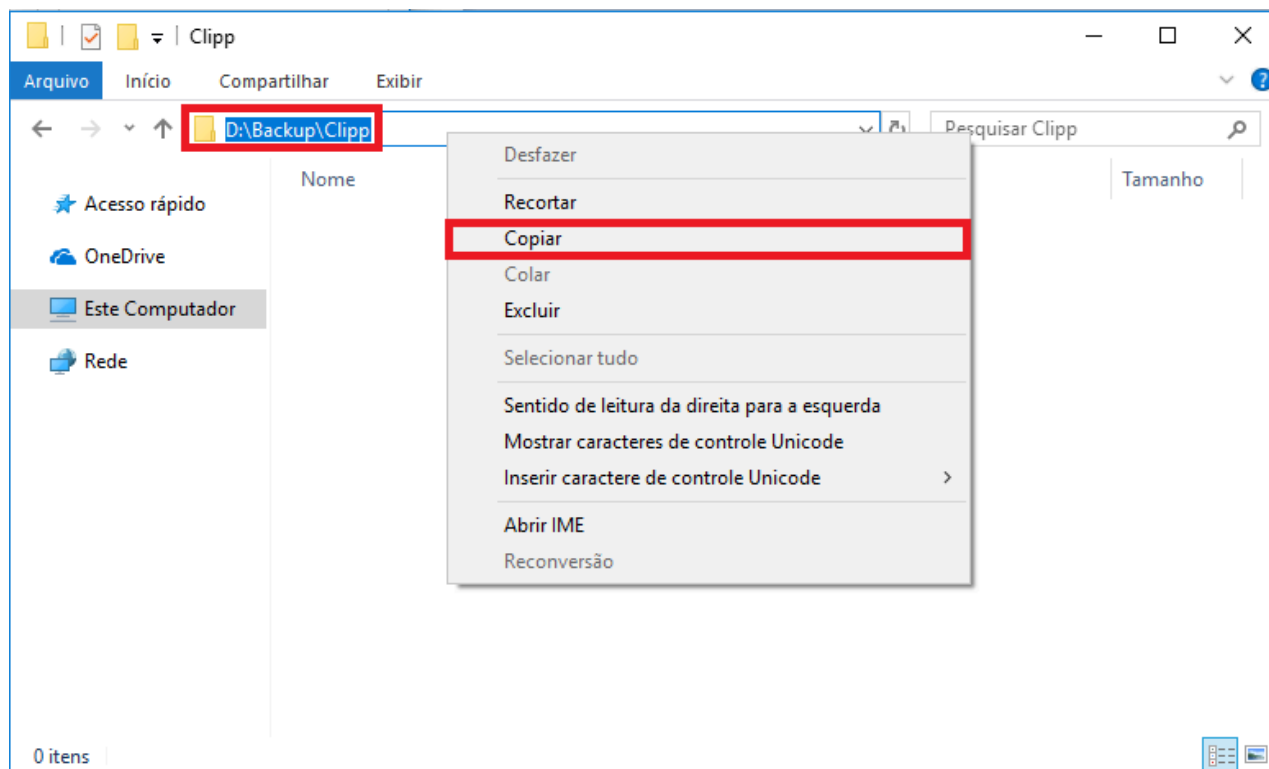 Clipp
Arquivo Início Compartilhar Exibir
D:\Backup\Clipp Pesquisar Clipp
Nome Tamanho
Acesso rápido
OneDrive
Este Computador
Rede
Desfazer
Recortar
Copiar
Colar
Excluir
Selecionar tudo
Sentido de leitura da direita para a esquerda
Mostrar caracteres de controle Unicode
Inserir caractere de controle Unicode
Abrir IME
Reconversão
0 itens